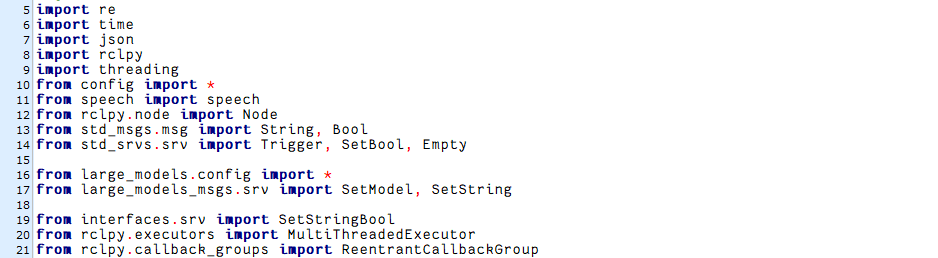 5 import re
6 import time
7 import json
8 import rclpy
9 import threading
10 from config import *
11 from speech import speech
12 from rclpy.node import Node
13 from std_msgs.msg import String, Bool
14 from std_srvs.srv import Trigger, SetBool, Empty
15
16 from large_models.config import *
17 from large_models_msgs.srv import SetModel, SetString
18
19 from interfaces.srv import SetStringBool
20 from rclpy.executors import MultiThreadedExecutor
21 from rclpy.callback_groups import ReentrantCallbackGroup